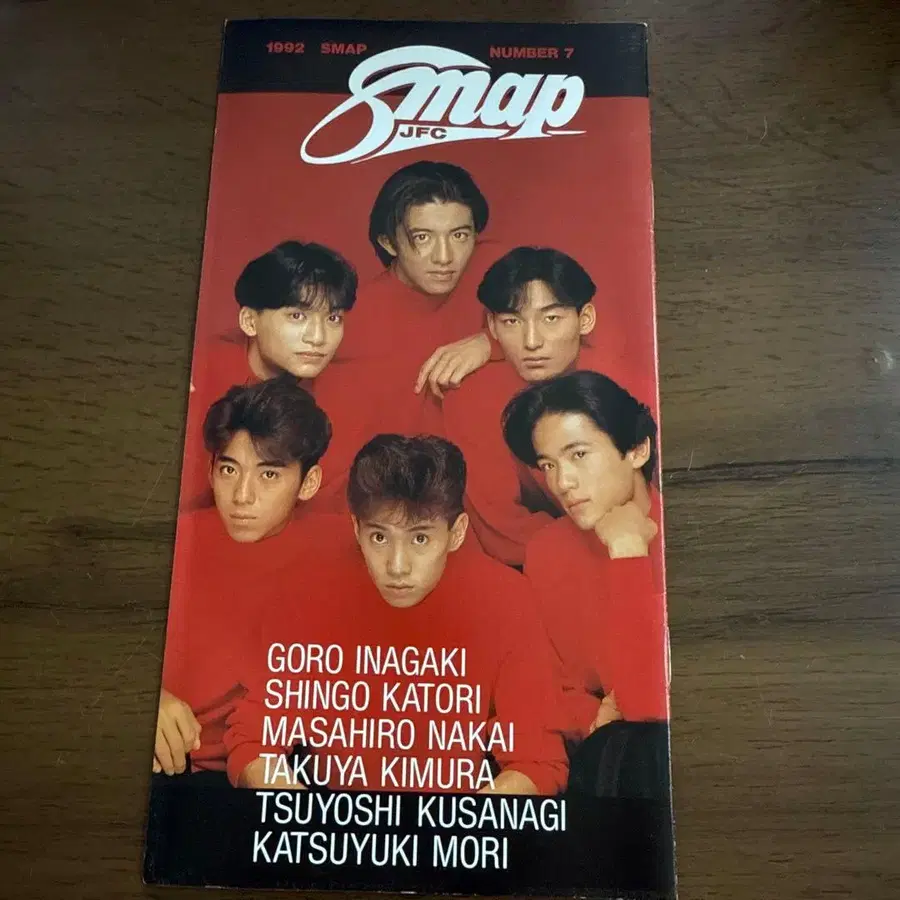 1992 SMAP NUMBER 7
Smap
JFC
GORO INAGAKI
SHINGO KATORI
MASAHIRO NAKAI
TAKUYA KIMURA
TSUYOSHI KUSANAGI
KATSUYUKI MORI